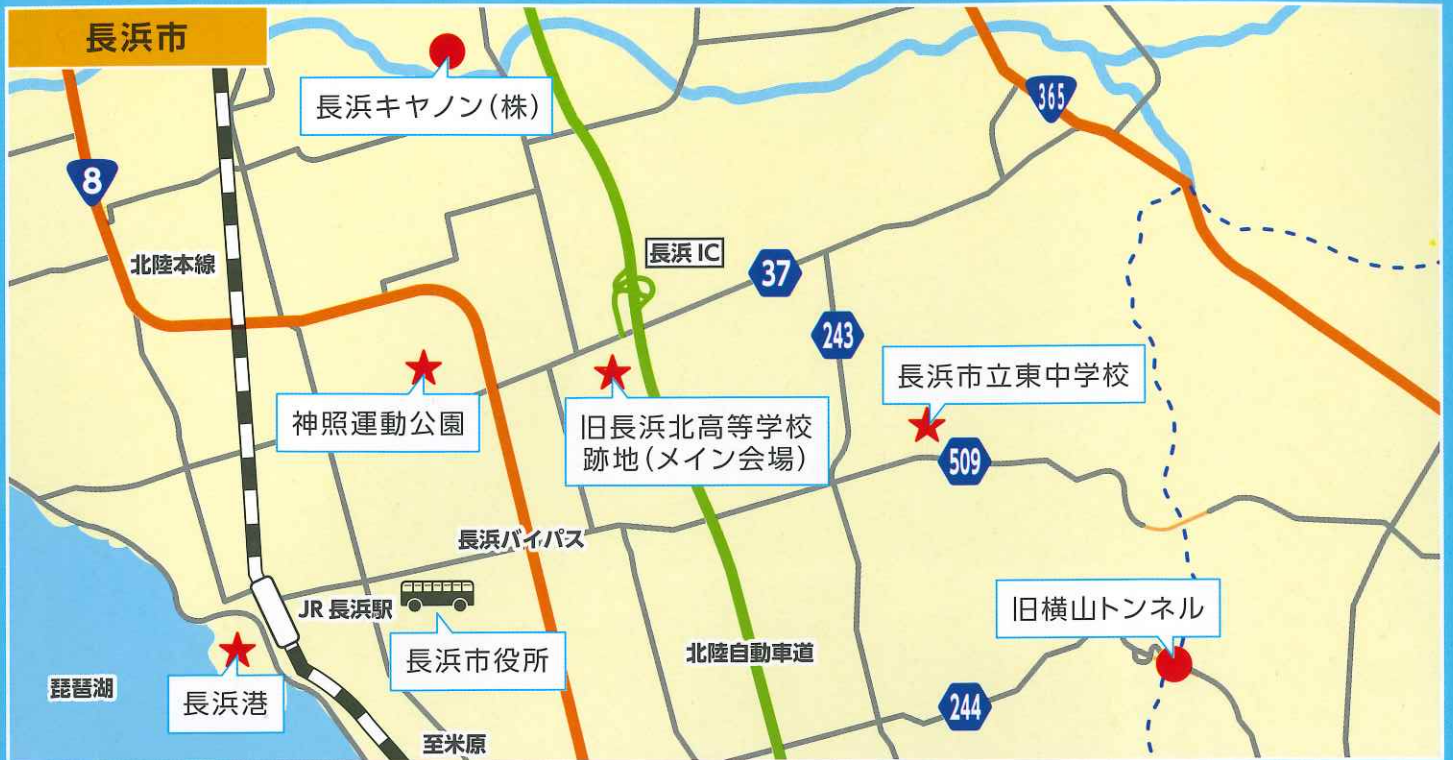 長浜市
長浜キヤノン(株)
365
8
北陸本線
長浜IC
37
243
長浜市立東中学校
神照運動公園
旧長浜北高等学校
跡地(メイン会場)
509
長浜バイパス
JR長浜駅
旧横山トンネル
長浜市役所
北陸自動車道
琵琶湖
長浜港
244
至米原